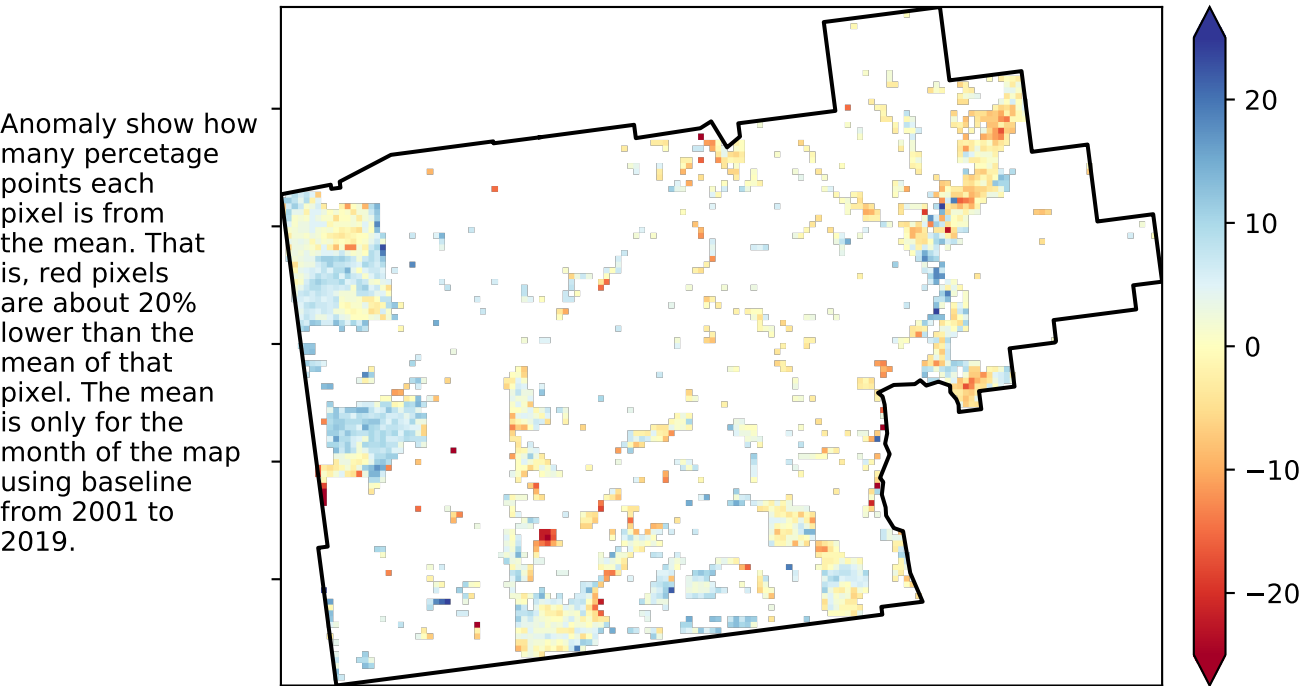 Anomaly show how
many percetage
points each
pixel is from
the mean. That
is, red pixels
are about 20%
lower than the
mean of that
pixel. The mean
is only for the
month of the map
using baseline
from 2001 to
2019.
20
10
0
−10
−20